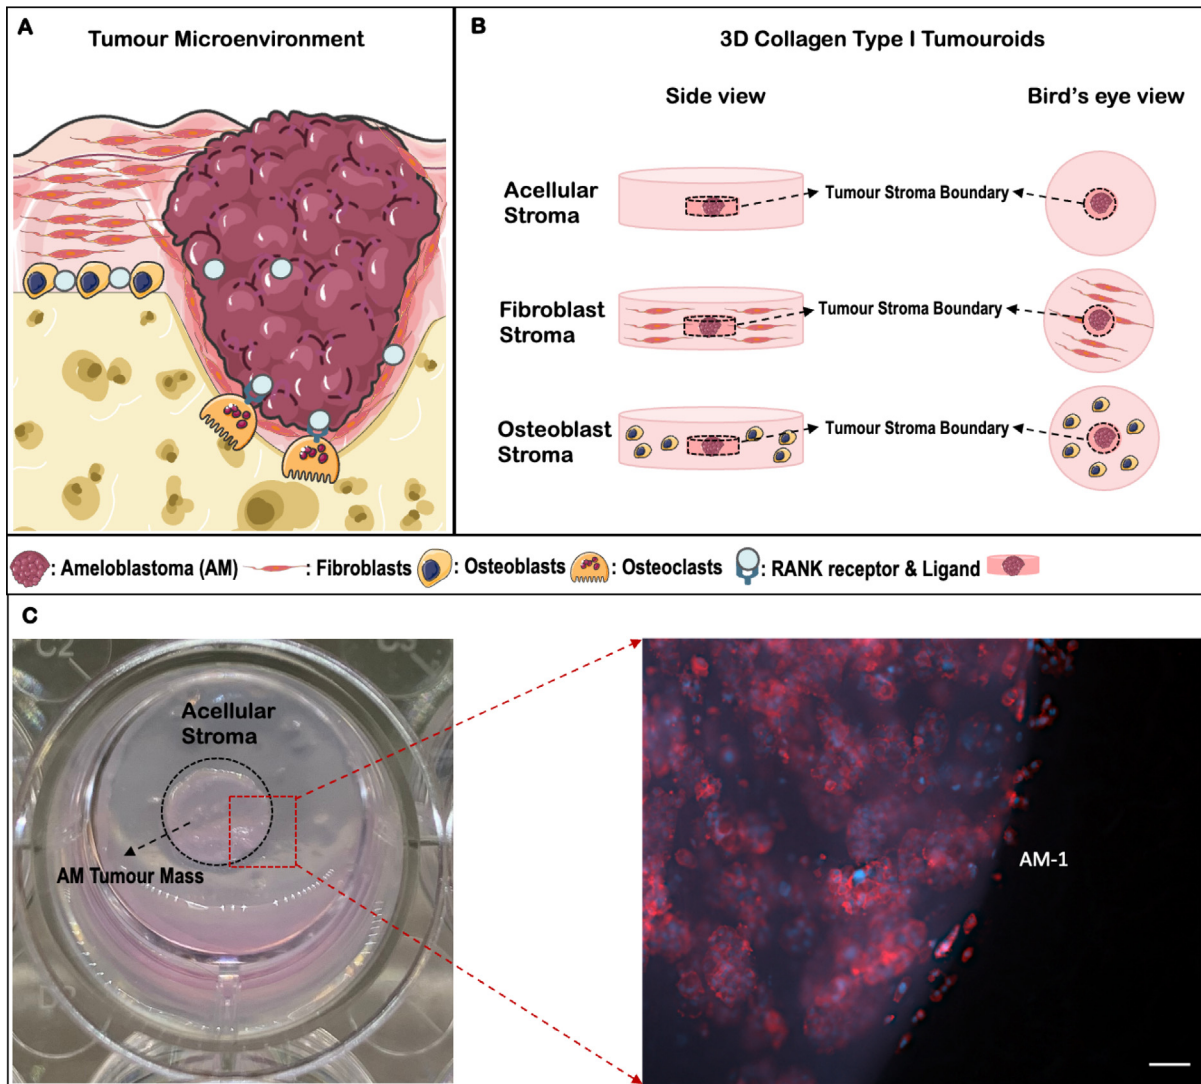 A
Tumour Microenvironment
B
3D Collagen Type I Tumouroids
Side view
Bird's eye view
Acellular
Stroma
Tumour Stroma Boundary
Fibroblast
Stroma
Tumour Stroma Boundary
Osteoblast
Stroma
Tumour Stroma Boundary
: Ameloblastoma (AM)
: Fibroblasts
: Osteoblasts
: Osteoclasts
: RANK receptor & Ligand
C
C2
C3
Acellular
Stroma
AM Tumour Mass
D2
AM-1